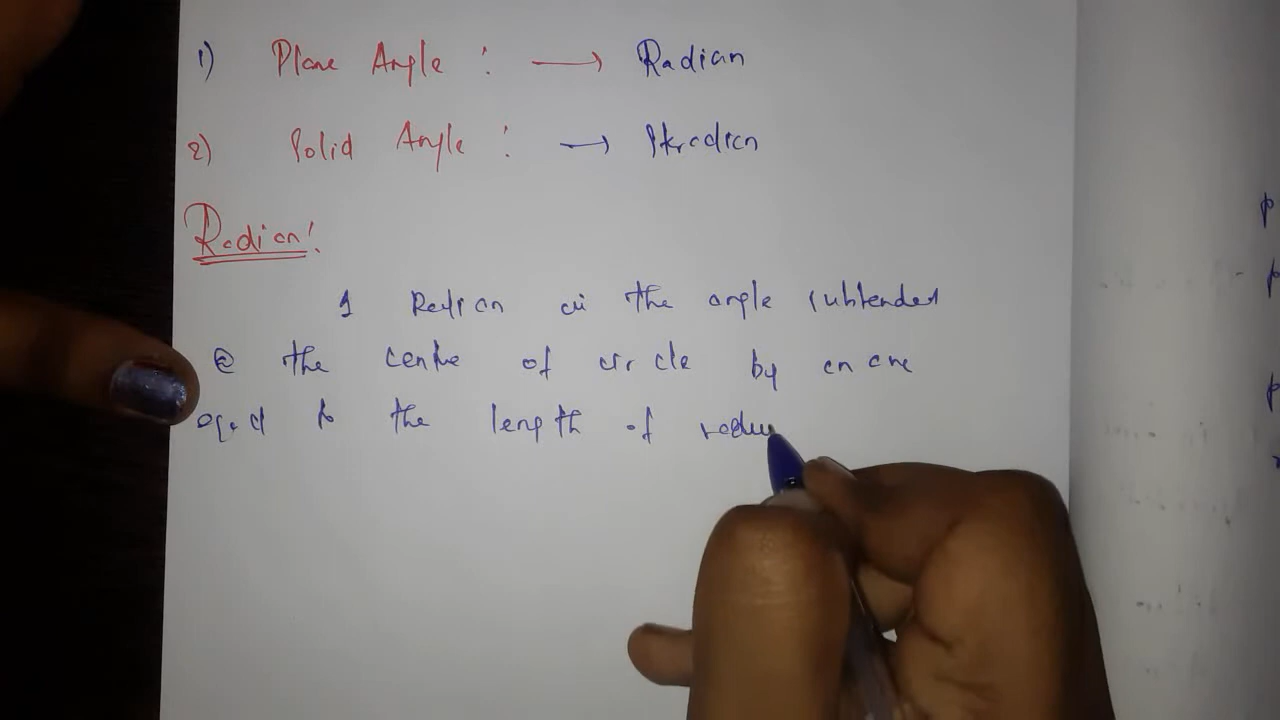 1) Plane Angle : → Radian
2) Solid Angle : → Steradian
Radian :
1 Radian is the angle subtended
@ the centre of circle by an arc
equal to the length of radiu